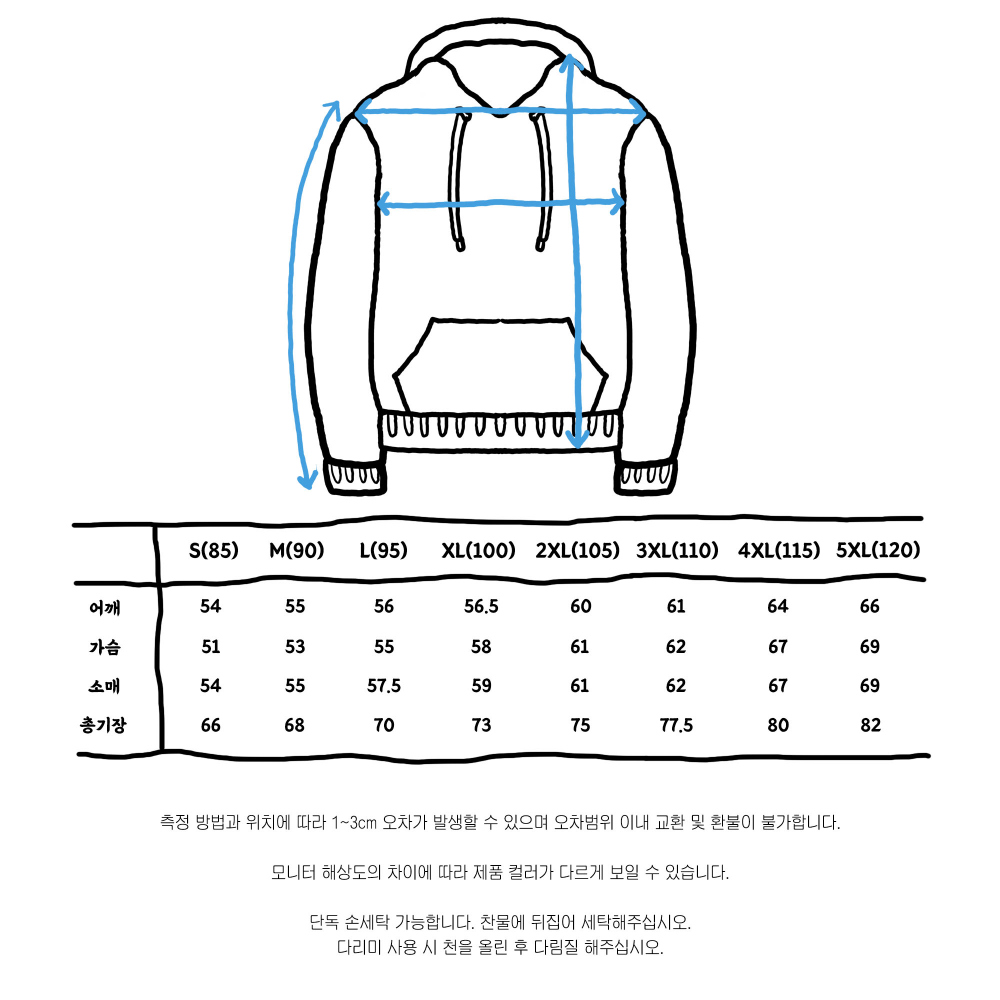 S(85) M(90) L(95) XL(100) 2XL(105) 3XL(110) 4XL(115) 5XL(120)
어깨 54 55 56 56.5 60 61 64 66
가슴 51 53 55 58 61 62 67 69
소매 54 55 57.5 59 61 62 67 69
총기장 66 68 70 73 75 77.5 80 82
측정 방법과 위치에 따라 1~3cm 오차가 발생할 수 있으며 오차범위 이내 교환 및 환불이 불가합니다.
모니터 해상도의 차이에 따라 제품 컬러가 다르게 보일 수 있습니다.
단독 손세탁 가능합니다. 찬물에 뒤집어 세탁해주십시오.
다리미 사용 시 천을 올린 후 다림질 해주십시오.